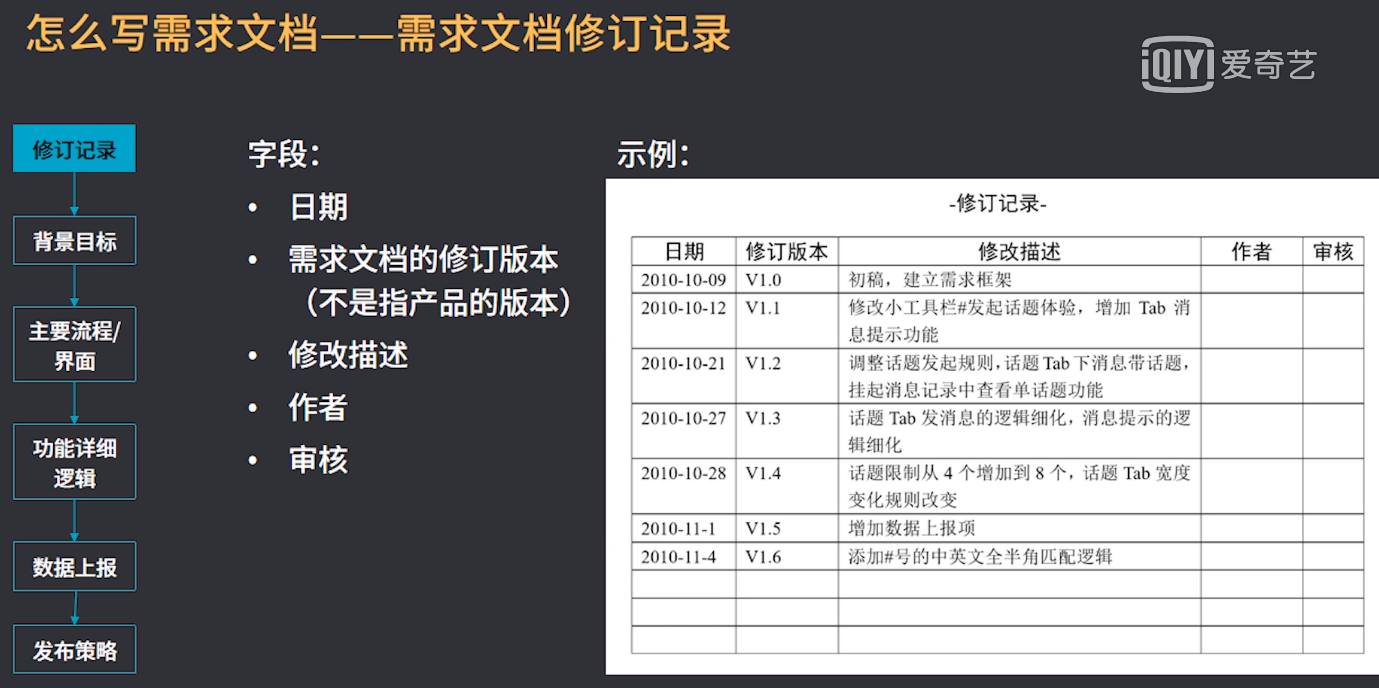 怎么写需求文档——需求文档修订记录
iQIYI 爱奇艺
修订记录
背景目标
主要流程/
界面
功能详细
逻辑
数据上报
发布策略
字段：
• 日期
• 需求文档的修订版本
（不是指产品的版本）
• 修改描述
• 作者
• 审核
示例：
-修订记录-
日期 修订版本 修改描述 作者 审核
2010-10-09 V1.0 初稿，建立需求框架
2010-10-12 V1.1 修改小工具栏#发起话题体验，增加 Tab 消
息提示功能
2010-10-21 V1.2 调整话题发起规则，话题 Tab 下消息带话题，
挂起消息记录中查看单话题功能
2010-10-27 V1.3 话题 Tab 发消息的逻辑细化，消息提示的逻
辑细化
2010-10-28 V1.4 话题限制从 4 个增加到 8 个，话题 Tab 宽度
变化规则改变
2010-11-1 V1.5 增加数据上报项
2010-11-4 V1.6 添加#号的中英文全半角匹配逻辑